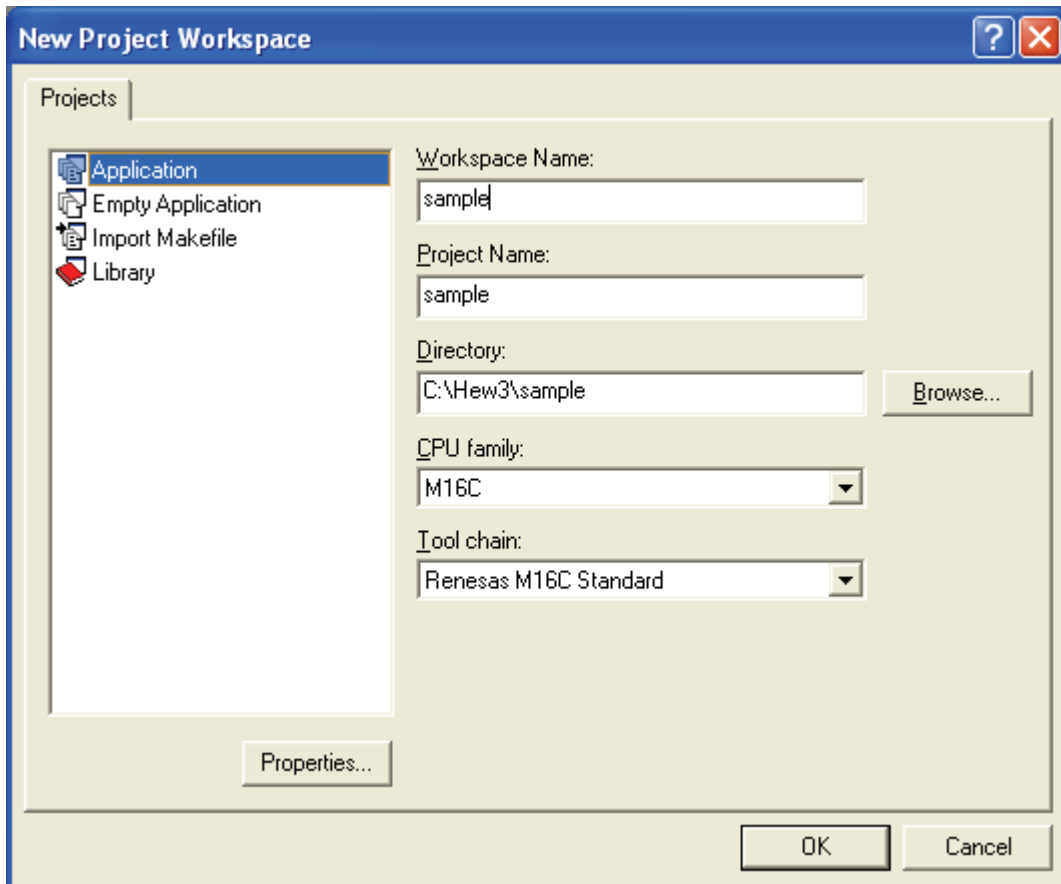 New Project Workspace
Projects
Application
Empty Application
Import Makefile
Library
Properties...
Workspace Name:
sample
Project Name:
sample
Directory:
C:\Hew3\sample
Browse...
CPU family:
M16C
Tool chain:
Renesas M16C Standard
OK
Cancel